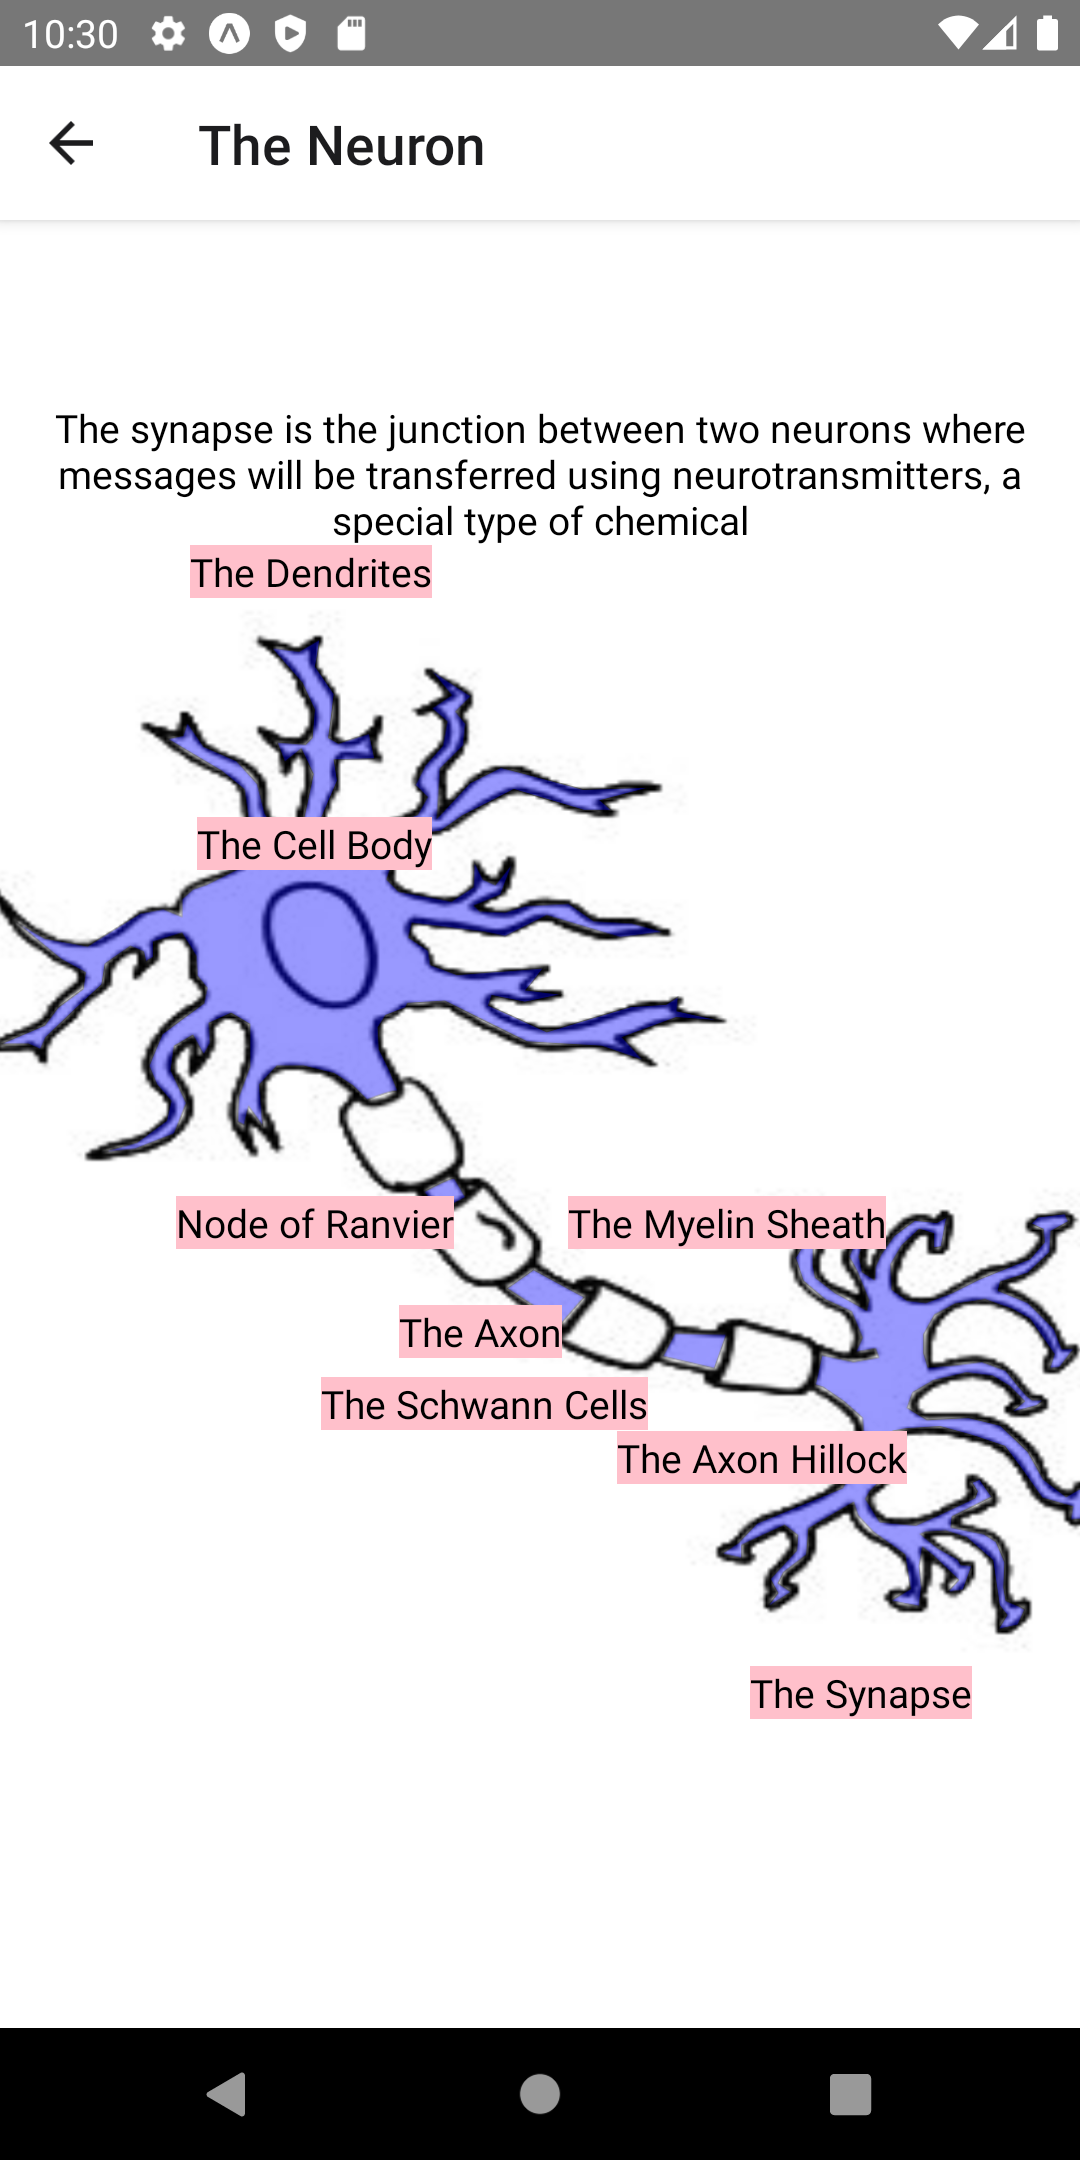 10:30
The Neuron
The synapse is the junction between two neurons where
messages will be transferred using neurotransmitters, a
special type of chemical
The Dendrites
The Cell Body
Node of Ranvier
The Myelin Sheath
The Axon
The Schwann Cells
The Axon Hillock
The Synapse